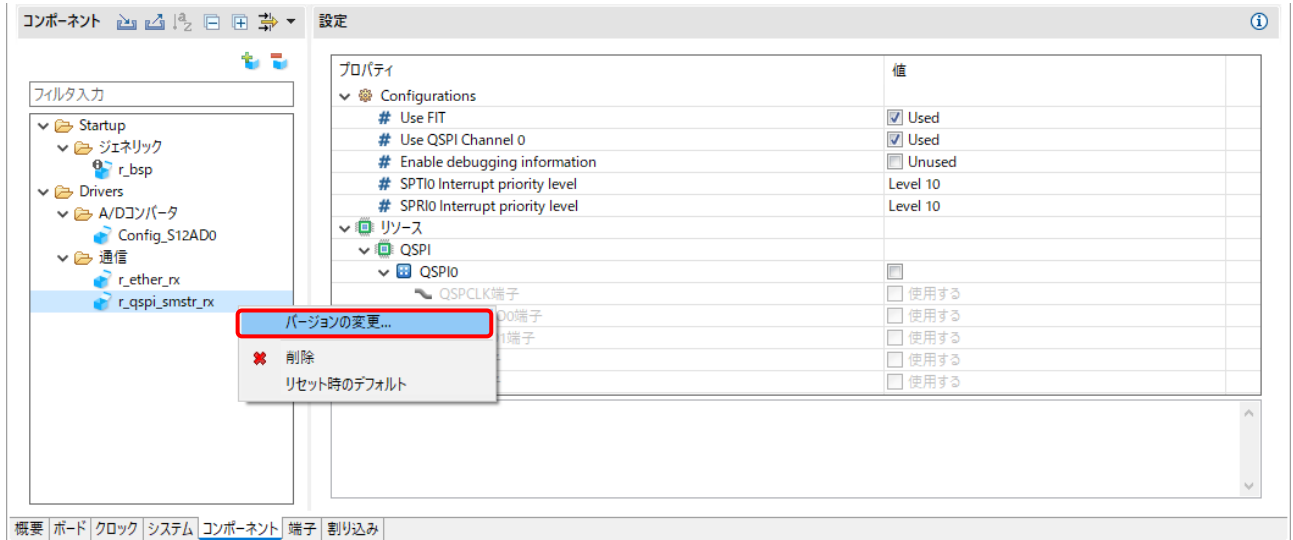 コンポーネント
設定
フィルタ入力
Startup
ジェネリック
r_bsp
Drivers
A/Dコンバータ
Config_S12AD0
通信
r_ether_rx
r_qspi_smstr_rx
バージョンの変更...
削除
リセット時のデフォルト
プロパティ 値
Configurations
# Use FIT Used
# Use QSPI Channel 0 Used
# Enable debugging information Unused
# SPTI0 Interrupt priority level Level 10
# SPRI0 Interrupt priority level Level 10
リソース
QSPI
QSPI0
QSPCLK端子 使用する
端子 使用する
端子 使用する
使用する
使用する
概要 ボード クロック システム コンポーネント 端子 割り込み